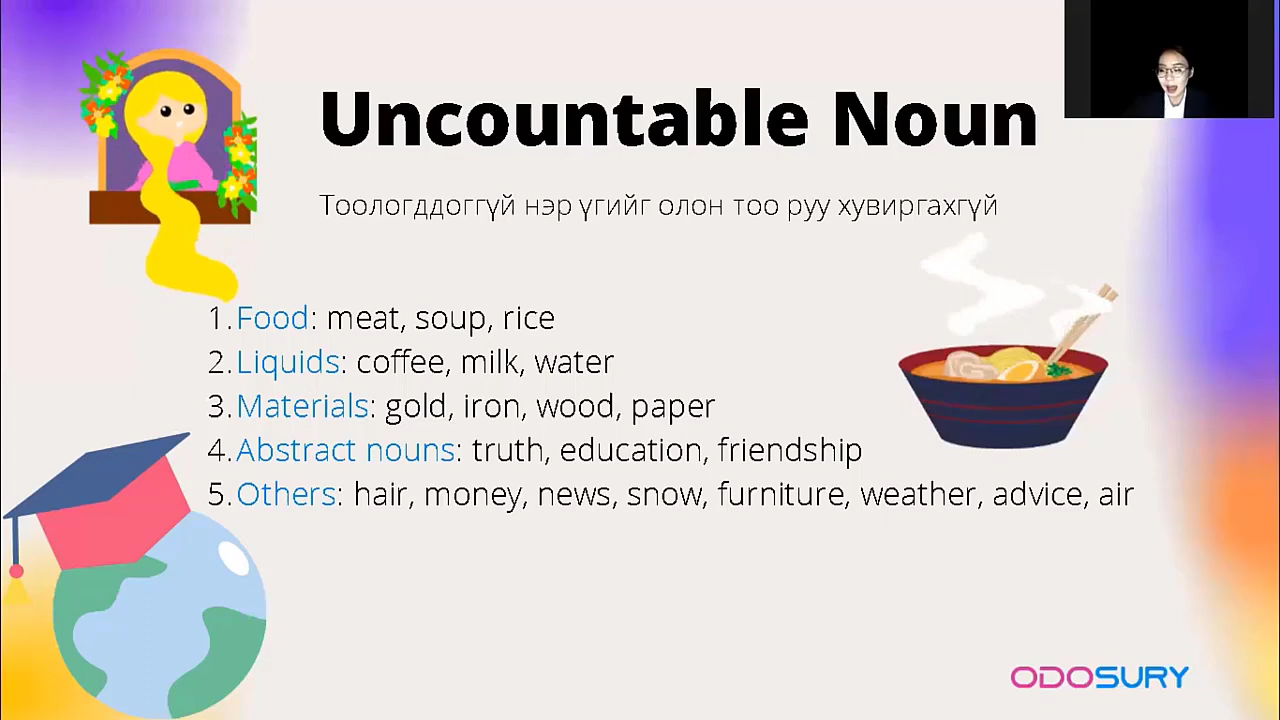 Uncountable Noun
Тоологддоггүй нэр үгийг олон тоо руу хувиргахгүй
1. Food: meat, soup, rice
2. Liquids: coffee, milk, water
3. Materials: gold, iron, wood, paper
4. Abstract nouns: truth, education, friendship
5. Others: hair, money, news, snow, furniture, weather, advice, air
ODOSURY